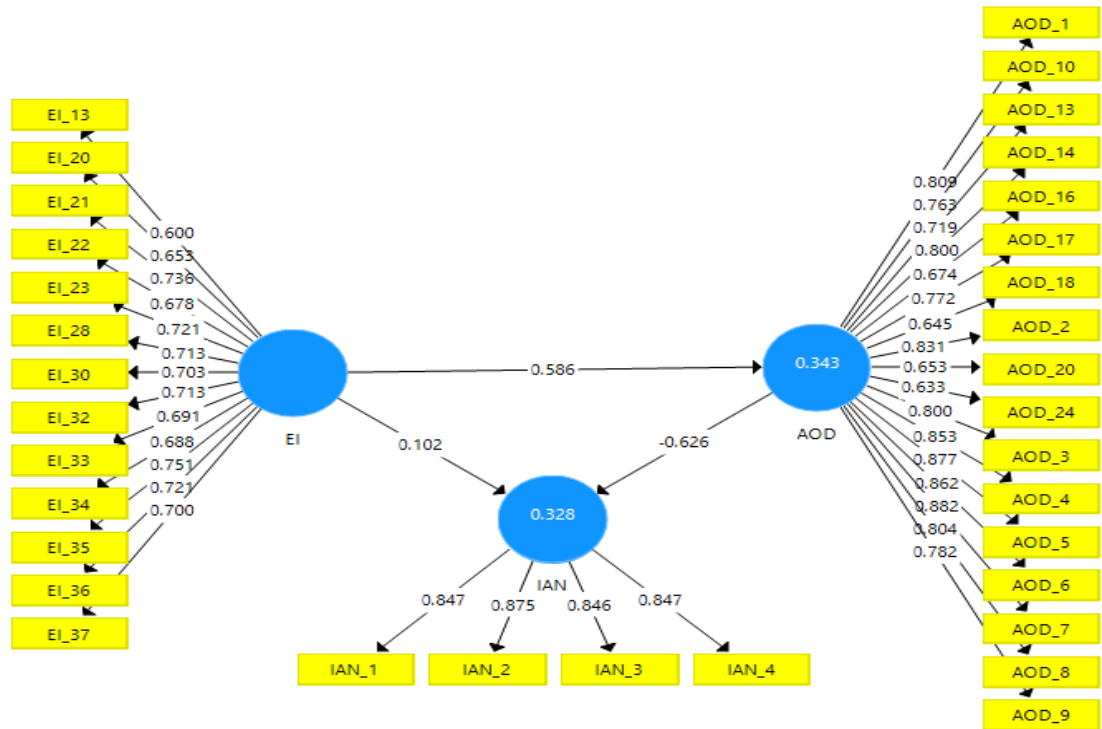 EI_13
EI_20
EI_21
EI_22
EI_23
EI_28
EI_30
EI_32
EI_33
EI_34
EI_35
EI_36
EI_37
0.600
0.653
0.736
0.678
0.721
0.713
0.703
0.713
0.691
0.688
0.751
0.721
0.700
EI
0.586
0.102
-0.626
0.328
IAN
0.847
0.875
0.846
0.847
IAN_1
IAN_2
IAN_3
IAN_4
0.343
AOD
0.809
0.763
0.719
0.800
0.674
0.772
0.645
0.831
0.653
0.633
0.800
0.853
0.877
0.862
0.882
0.804
0.782
AOD_1
AOD_10
AOD_13
AOD_14
AOD_16
AOD_17
AOD_18
AOD_2
AOD_20
AOD_24
AOD_3
AOD_4
AOD_5
AOD_6
AOD_7
AOD_8
AOD_9